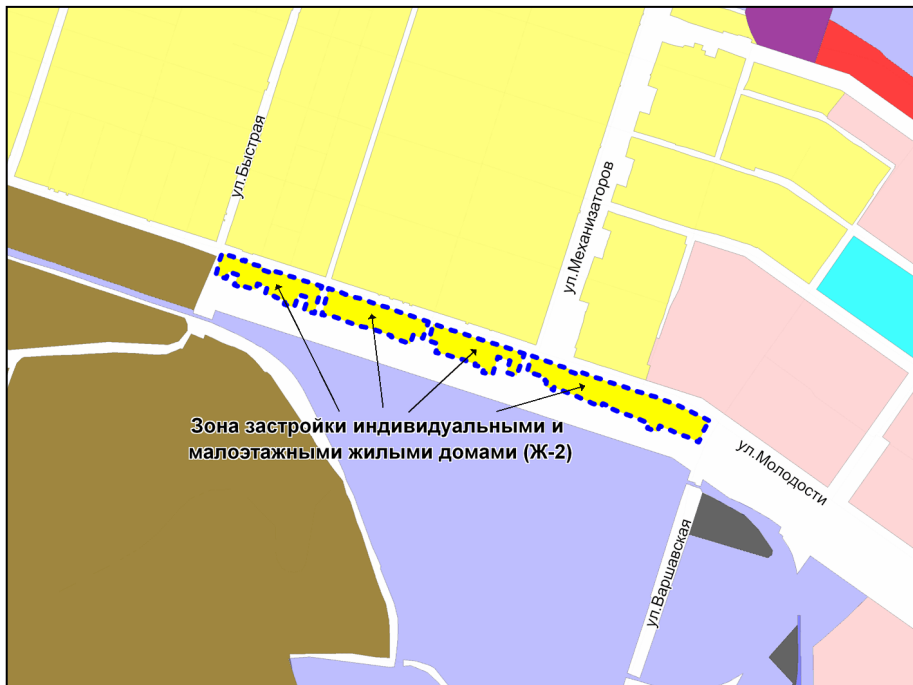 ул.Быстрая
ул.Механизаторов
Зона застройки индивидуальными и
малоэтажными жилыми домами (Ж-2)
ул.Молодости
ул.Варшавская